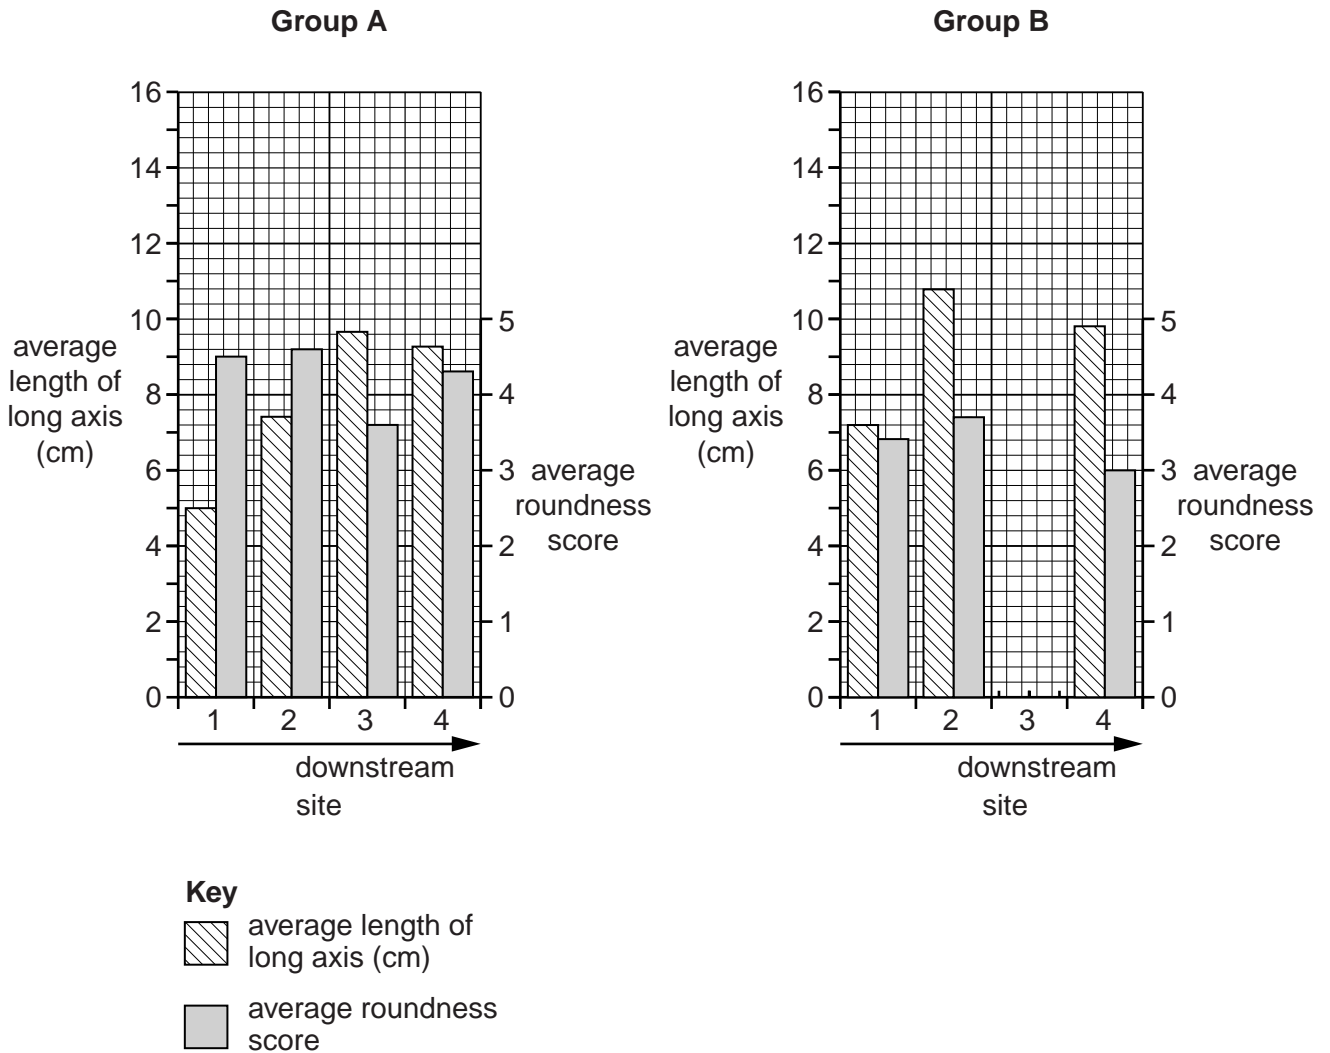 Group A
16
14
12
10
8
6
4
2
0
average
length of
long axis
(cm)
5
4
3
2
1
0
average
roundness
score
1 2 3 4
downstream
site
Group B
16
14
12
10
8
6
4
2
0
average
length of
long axis
(cm)
5
4
3
2
1
0
average
roundness
score
1 2 3 4
downstream
site
Key
average length of
long axis (cm)
average roundness
score